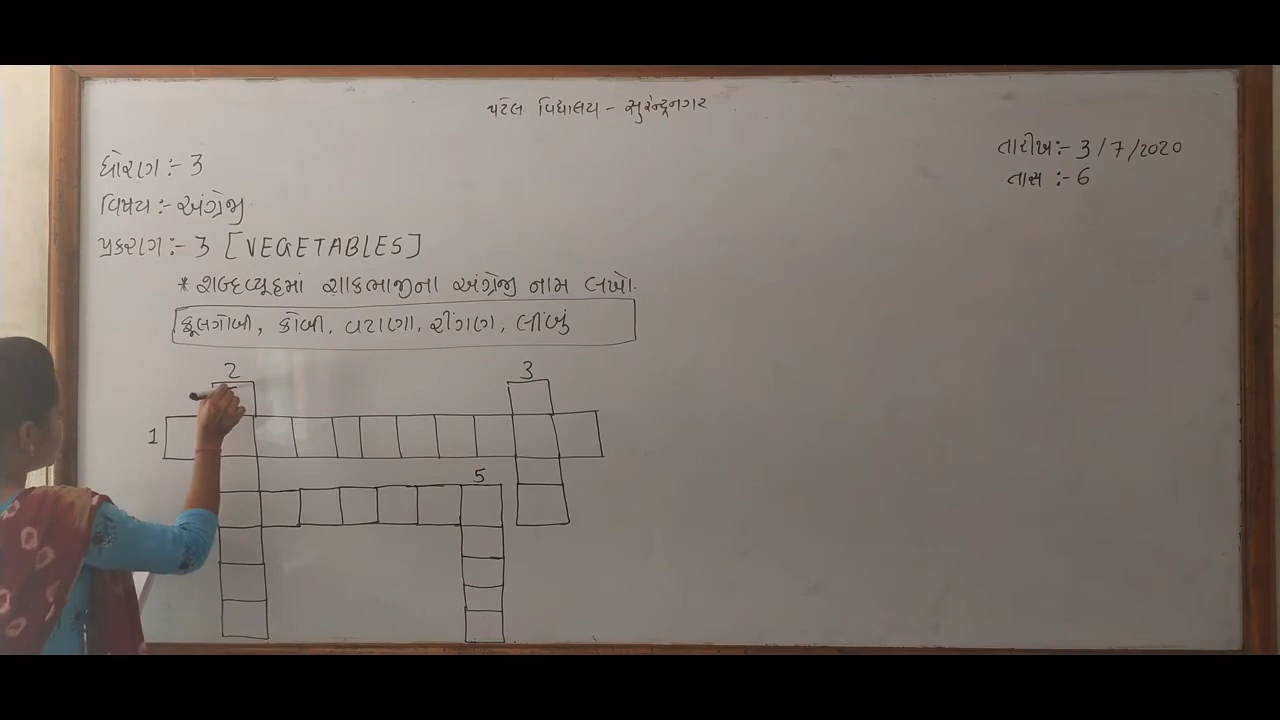 પટેલ વિદ્યાલય - સુરેન્દ્રનગર
તારીખ :- 3/7/2020
તાસ :- 6
ધોરણ :- 3
વિષય :- અંગ્રેજી
પ્રકરણ :- 3 [VEGETABLES]
* શબ્દવ્યૂહમાં શાકભાજીના અંગ્રેજી નામ લખો.
ફૂલગોબી, કોબી, વટાણા, રીંગણ, લીંબું
2 3
1
5